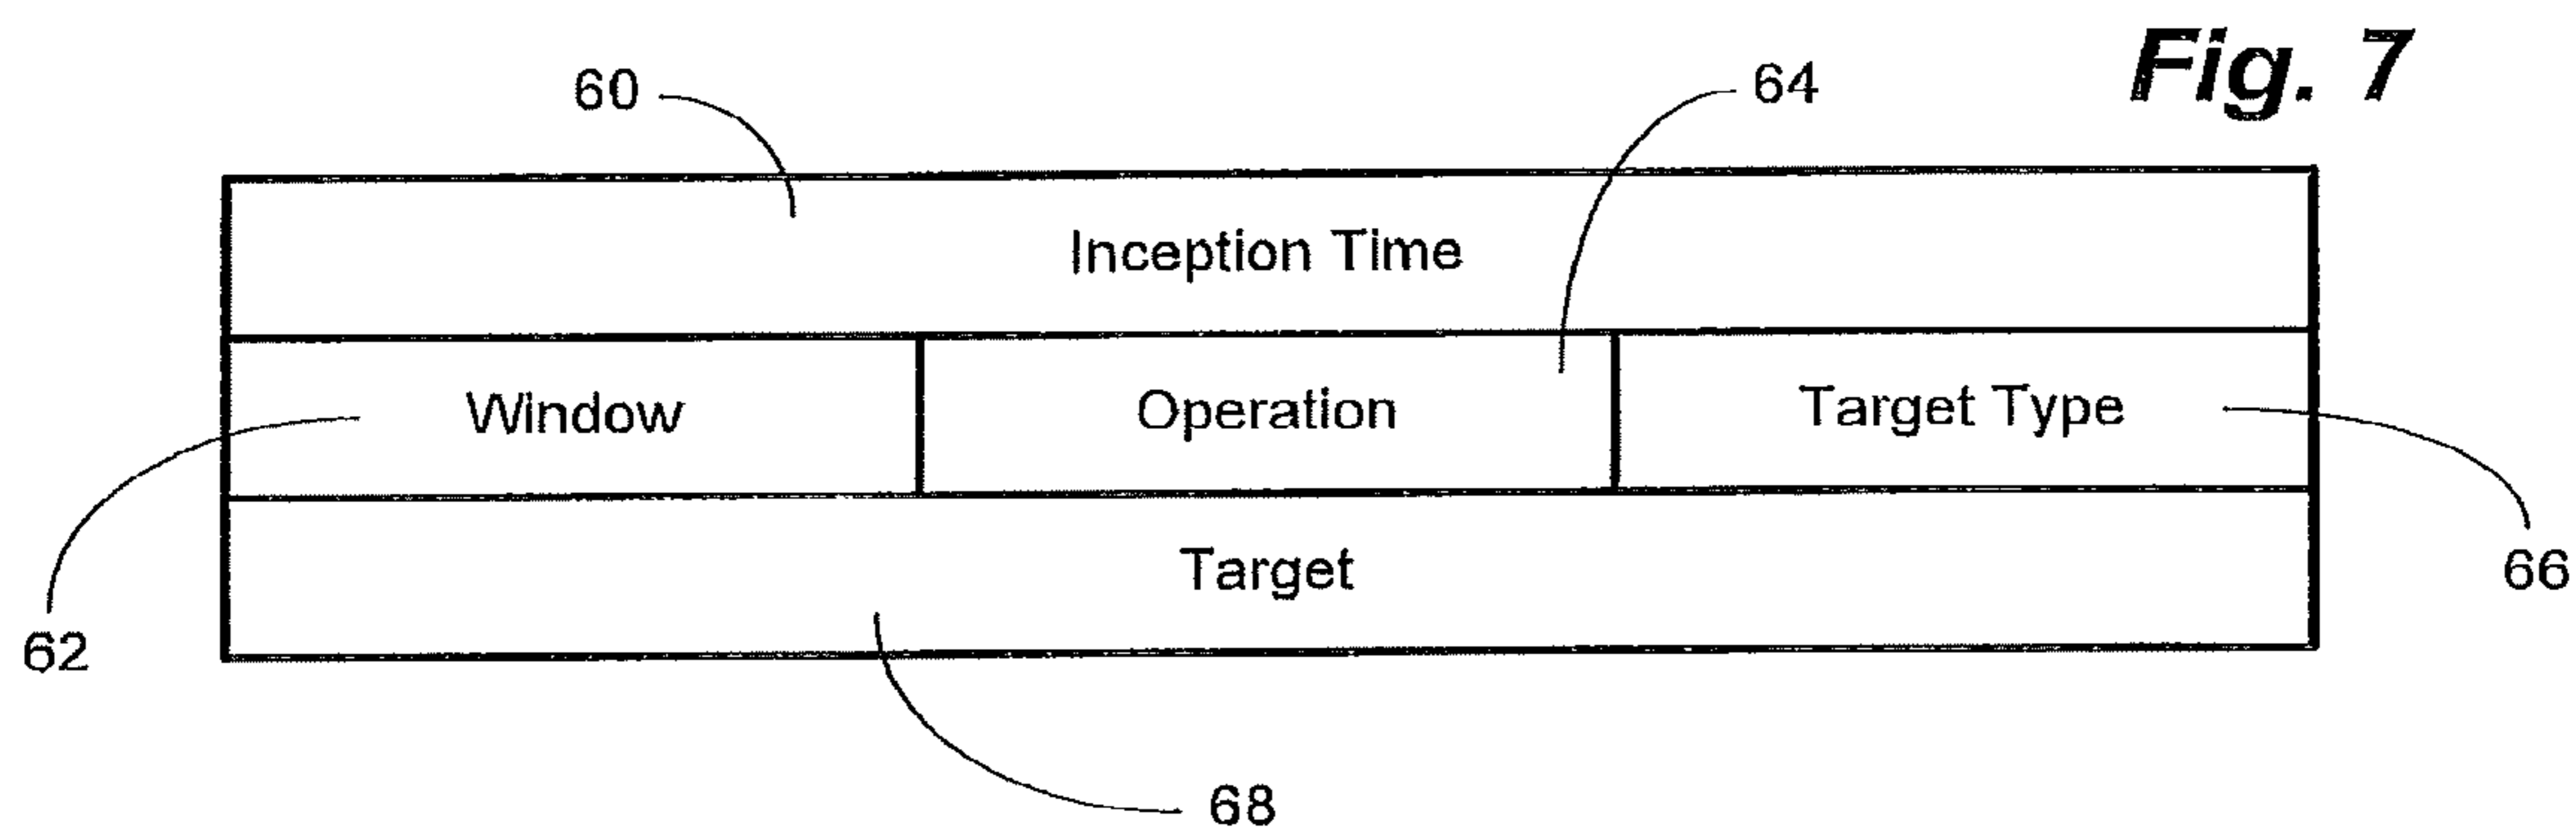 Fig. 7
60
64
Inception Time
Window Operation Target Type
Target
66
62
68